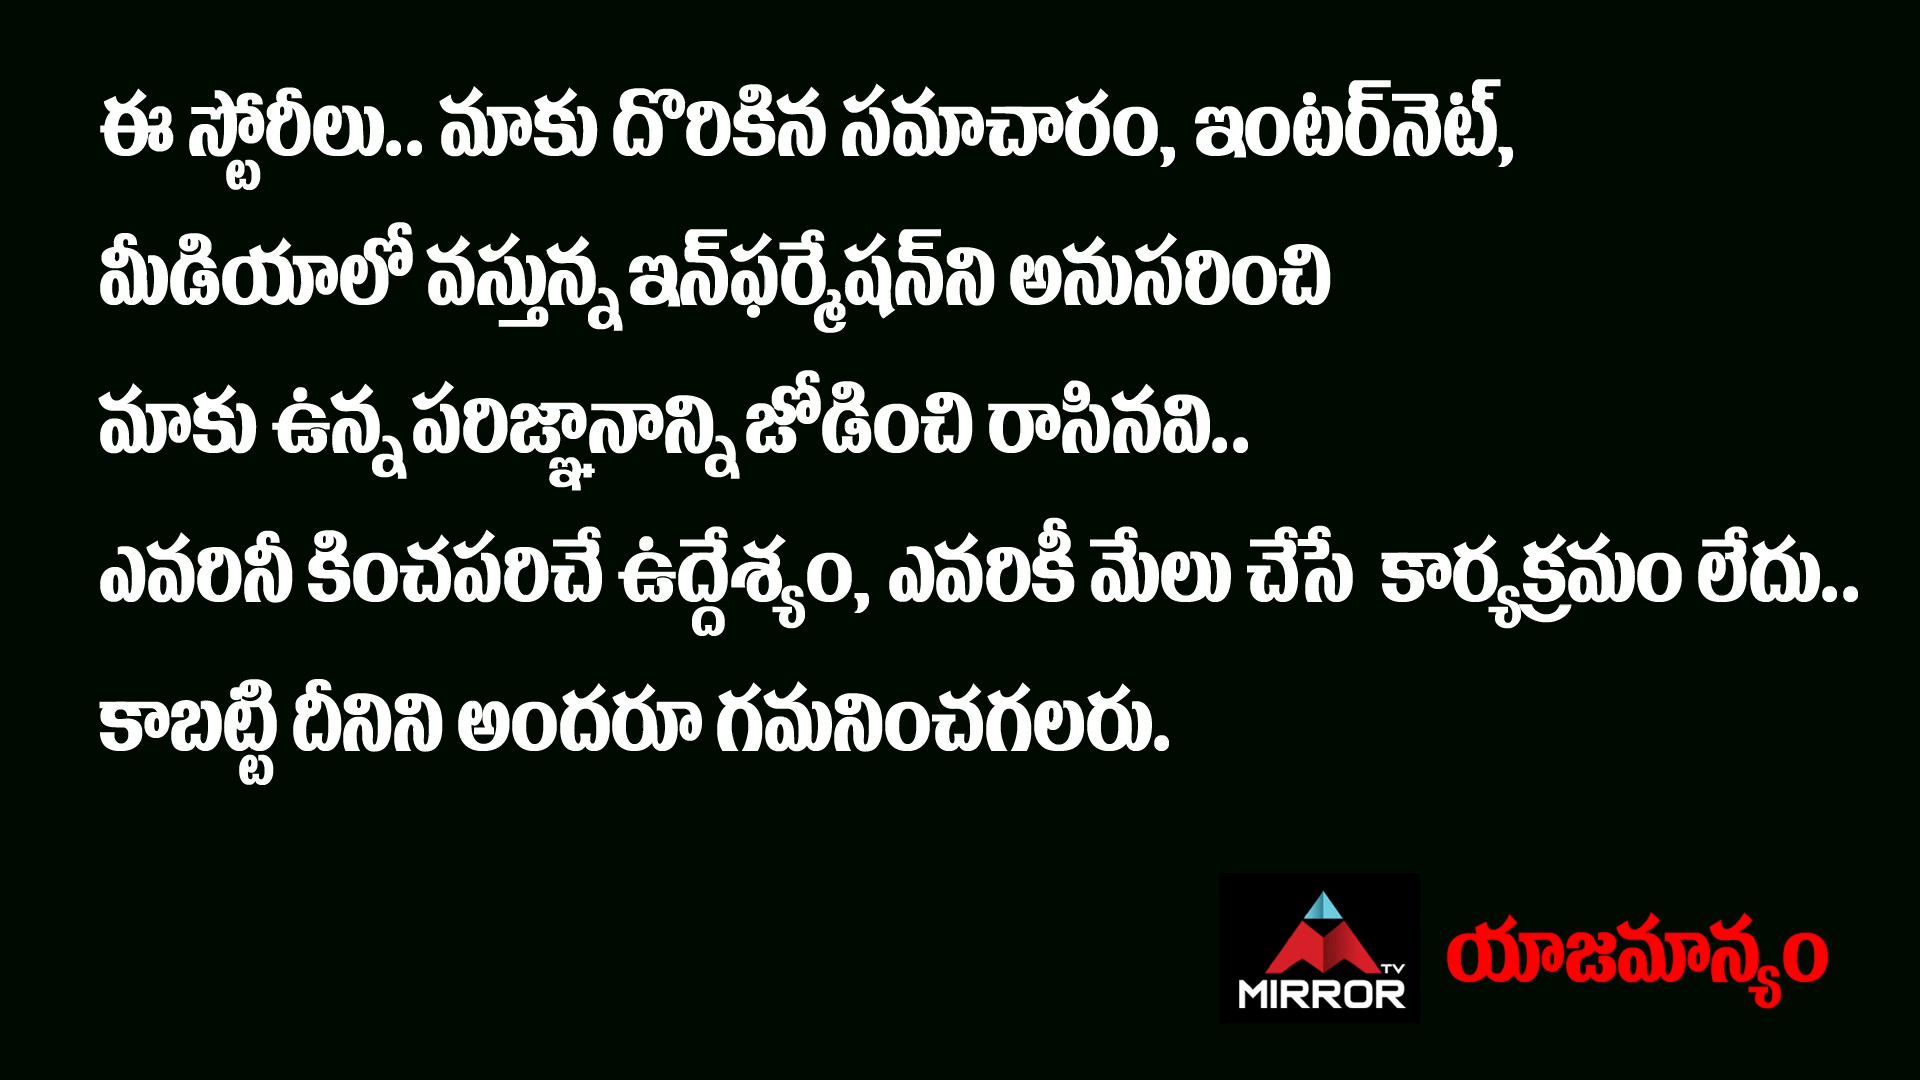 ఈ స్టోరీలు.. మాకు దొరికిన సమాచారం, ఇంటర్‌నెట్,
మీడియాలో వస్తున్న ఇన్‌ఫర్మేషన్‌ని అనుసరించి
మాకు ఉన్న పరిజ్ఞానాన్ని జోడించి రాసినవి..
ఎవరినీ కించపరిచే ఉద్దేశ్యం, ఎవరికీ మేలు చేసే కార్యక్రమం లేదు..
కాబట్టి దీనిని అందరూ గమనించగలరు.
TV
MIRROR
యాజమాన్యం